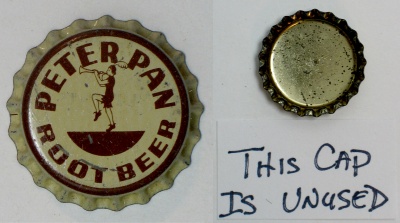 PETER PAN
ROOT BEER
THIS CAP
IS UNUSED